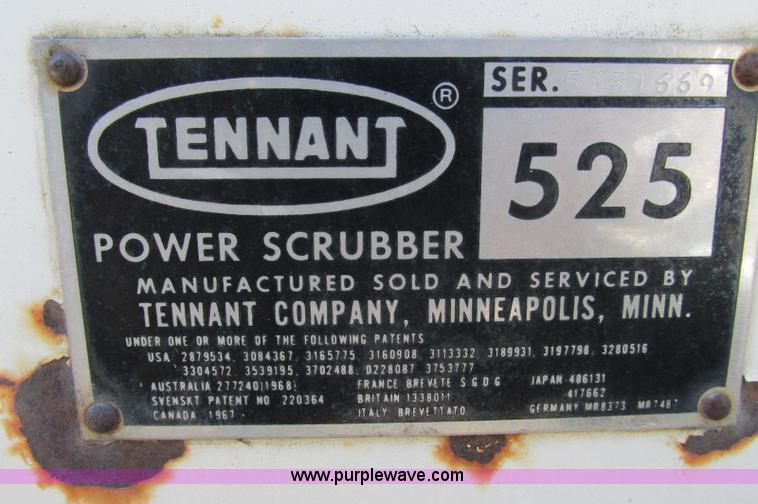 TENNANT ®
SER.
525
POWER SCRUBBER
MANUFACTURED SOLD AND SERVICED BY
TENNANT COMPANY, MINNEAPOLIS, MINN.
UNDER ONE OR MORE OF THE FOLLOWING PATENTS
USA 2879534 3084367 3165775 3160908 3113332 3189931 3197798 3280516
3304572 3539195 3702488 D228087 3753777
AUSTRALIA 27724(1968) FRANCE BREVETE S G D G JAPAN 486131
SVENSKT PATENT NO 220364 BRITAIN 1338011 417662
CANADA 1967 ITALY BREVETTATO GERMANY MR8373
www.purplewave.com